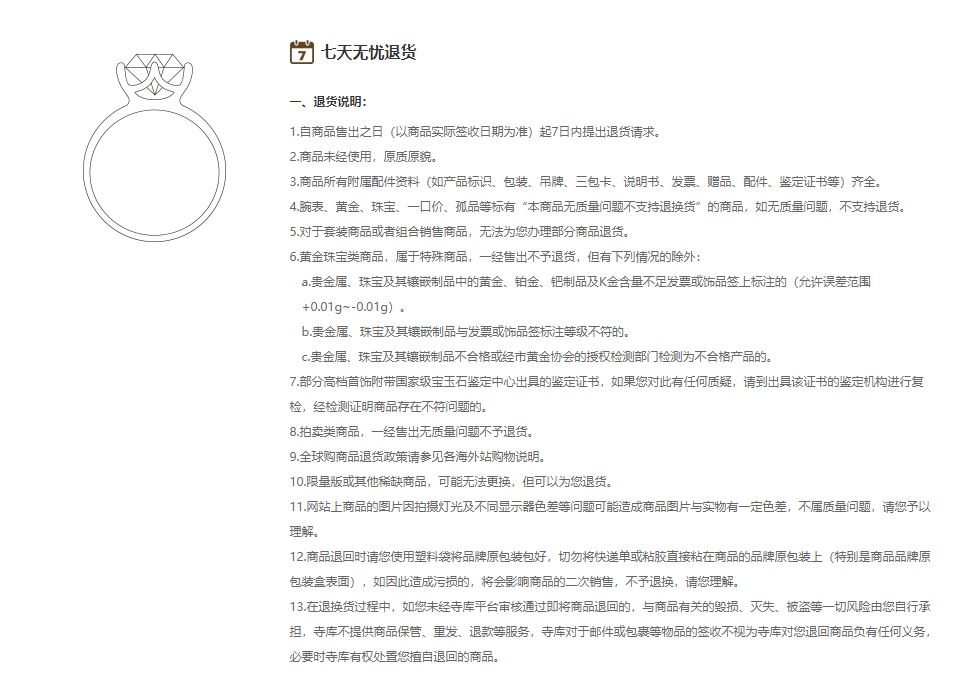 7 七天无忧退货
一、退货说明：
1.自商品售出之日（以商品实际签收日期为准）起7日内提出退货请求。
2.商品未经使用，原质原貌。
3.商品所有附属配件资料（如产品标识、包装、吊牌、三包卡、说明书、发票、赠品、配件、鉴定证书等）齐全。
4.腕表、黄金、珠宝、一口价、孤品等标有“本商品无质量问题不支持退换货”的商品，如无质量问题，不支持退货。
5.对于套装商品或者组合销售商品，无法为您办理部分商品退货。
6.黄金珠宝类商品，属于特殊商品，一经售出不予退货，但有下列情况的除外：
a.贵金属、珠宝及其镶嵌制品中的黄金、铂金、钯制品及K金含量不足发票或饰品签上标注的（允许误差范围
+0.01g~-0.01g）。
b.贵金属、珠宝及其镶嵌制品与发票或饰品签标注等级不符的。
c.贵金属、珠宝及其镶嵌制品不合格或经市黄金协会的授权检测部门检测为不合格产品的。
7.部分高档首饰附带国家级宝玉石鉴定中心出具的鉴定证书，如果您对此有任何质疑，请到出具该证书的鉴定机构进行复
检，经检测证明商品存在不符问题的。
8.拍卖类商品，一经售出无质量问题不予退货。
9.全球购商品退货政策请参见各海外站购物说明。
10.限量版或其他稀缺商品，可能无法更换，但可以为您退货。
11.网站上商品的图片因拍摄灯光及不同显示器色差等问题可能造成商品图片与实物有一定色差，不属质量问题，请您予以
理解。
12.商品退回时请您使用塑料袋将品牌原包装包好，切勿将快递单或粘胶直接粘在商品的品牌原包装上（特别是商品品牌原
包装盒表面），如因此造成污损的，将会影响商品的二次销售，不予退换，请您理解。
13.在退换货过程中，如您未经寺库平台审核通过即将商品退回的，与商品有关的毁损、灭失、被盗等一切风险由您自行承
担，寺库不提供商品保管、重发、退款等服务，寺库对于邮件或包裹等物品的签收不视为寺库对您退回商品负有任何义务，
必要时寺库有权处置您擅自退回的商品。